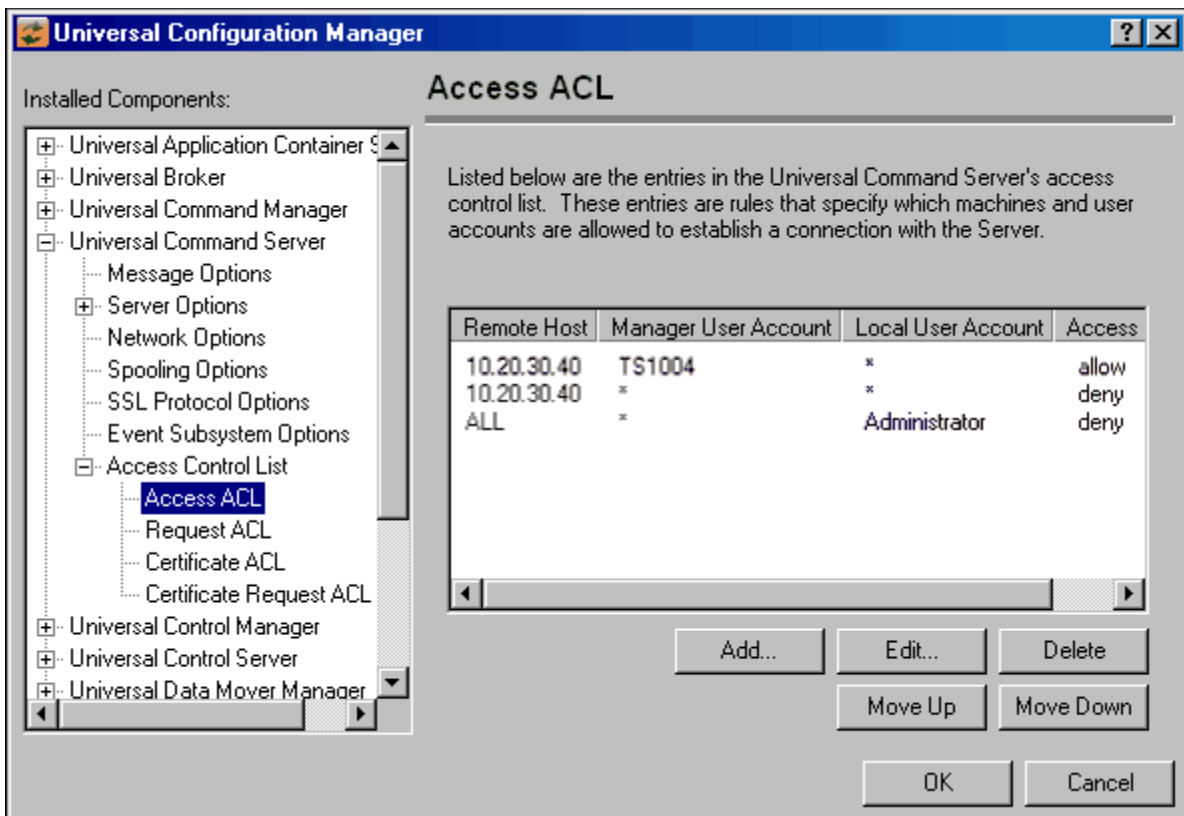 Universal Configuration Manager
Installed Components:
Universal Application Container S
Universal Broker
Universal Command Manager
Universal Command Server
Message Options
Server Options
Network Options
Spooling Options
SSL Protocol Options
Event Subsystem Options
Access Control List
Access ACL
Request ACL
Certificate ACL
Certificate Request ACL
Universal Control Manager
Universal Control Server
Universal Data Mover Manager
Access ACL
Listed below are the entries in the Universal Command Server's access
control list. These entries are rules that specify which machines and user
accounts are allowed to establish a connection with the Server.
Remote Host Manager User Account Local User Account Access
10.20.30.40 TS1004 * allow
10.20.30.40 * * deny
ALL * Administrator deny
Add... Edit... Delete
Move Up Move Down
OK Cancel